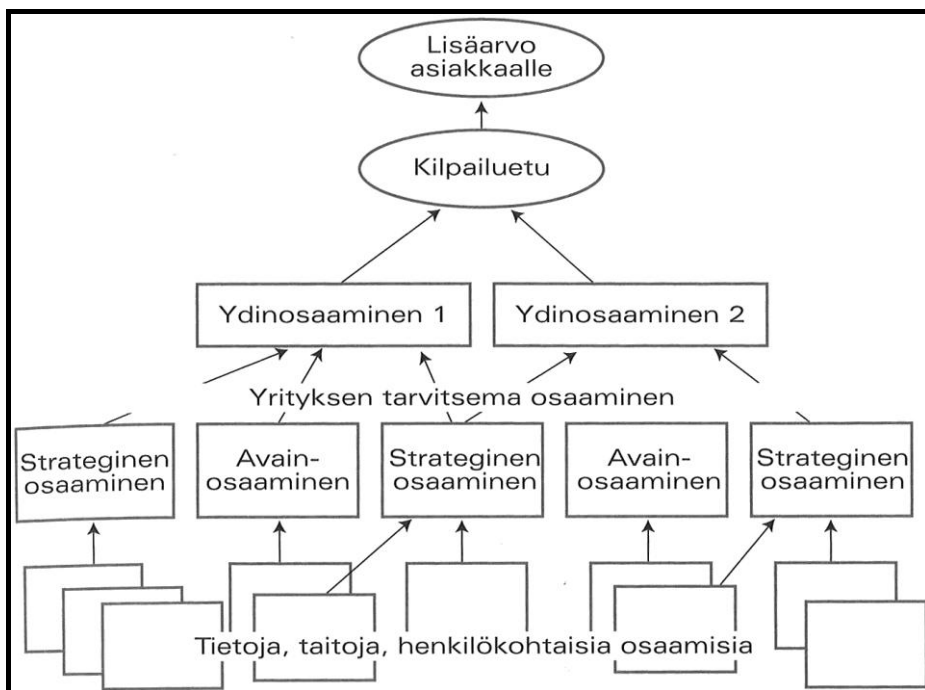 Lisäarvo
asiakkaalle
Kilpailuetu
Ydinosaaminen 1
Ydinosaaminen 2
Yrityksen tarvitsema osaaminen
Strateginen
osaaminen
Avain-
osaaminen
Strateginen
osaaminen
Avain-
osaaminen
Strateginen
osaaminen
Tietoja, taitoja, henkilökohtaisia osaamisia